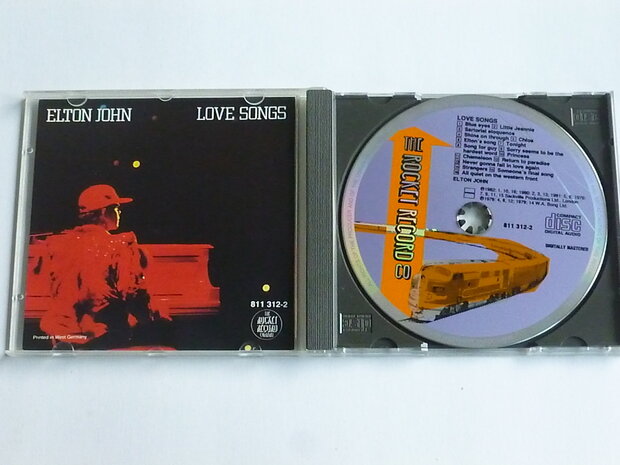 ELTON JOHN
LOVE SONGS
811 312-2
THE
ROCKET
RECORD
COMPANY
Printed in West Germany
LOVE SONGS
Blue eyes Little Jeannie
Sartorial eloquence
Shine on through Chloe
Elton's song Tonight
Song for guy Sorry seems to be the
hardest word Princess
Chameleon Return to paradise
Never gonna fall in love again
Strangers Someone's final song
All quiet on the western front
ELTON JOHN
811 312-2
COMPACT
disc
DIGITAL AUDIO
DIGITALLY MASTERED
THE ROCKET RECORD CO